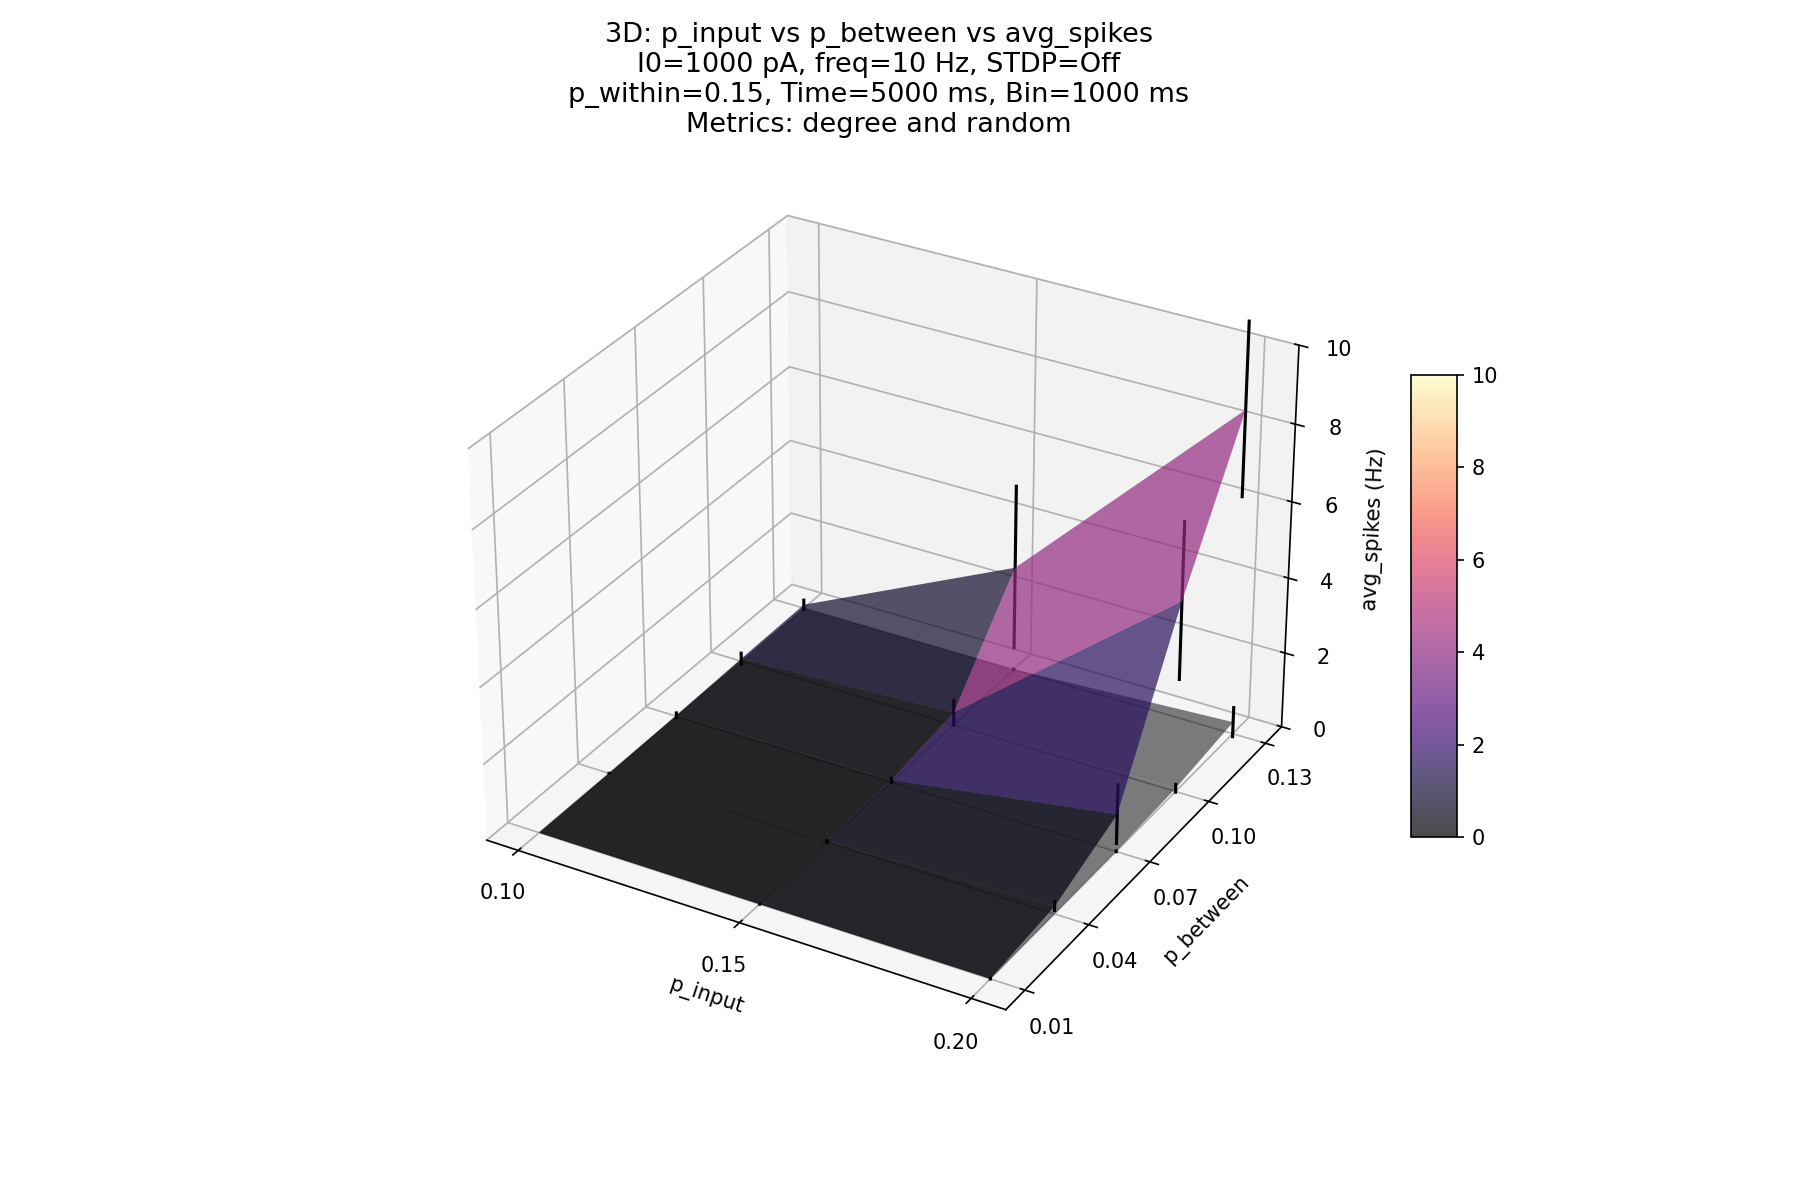 3D: p_input vs p_between vs avg_spikes
I0=1000 pA, freq=10 Hz, STDP=Off
p_within=0.15, Time=5000 ms, Bin=1000 ms
Metrics: degree and random
10
8
6
4
2
0
avg_spikes (Hz)
10
8
6
4
2
0
0.13
0.10
0.07
0.04
0.01
p_between
0.10
0.15
0.20
p_input